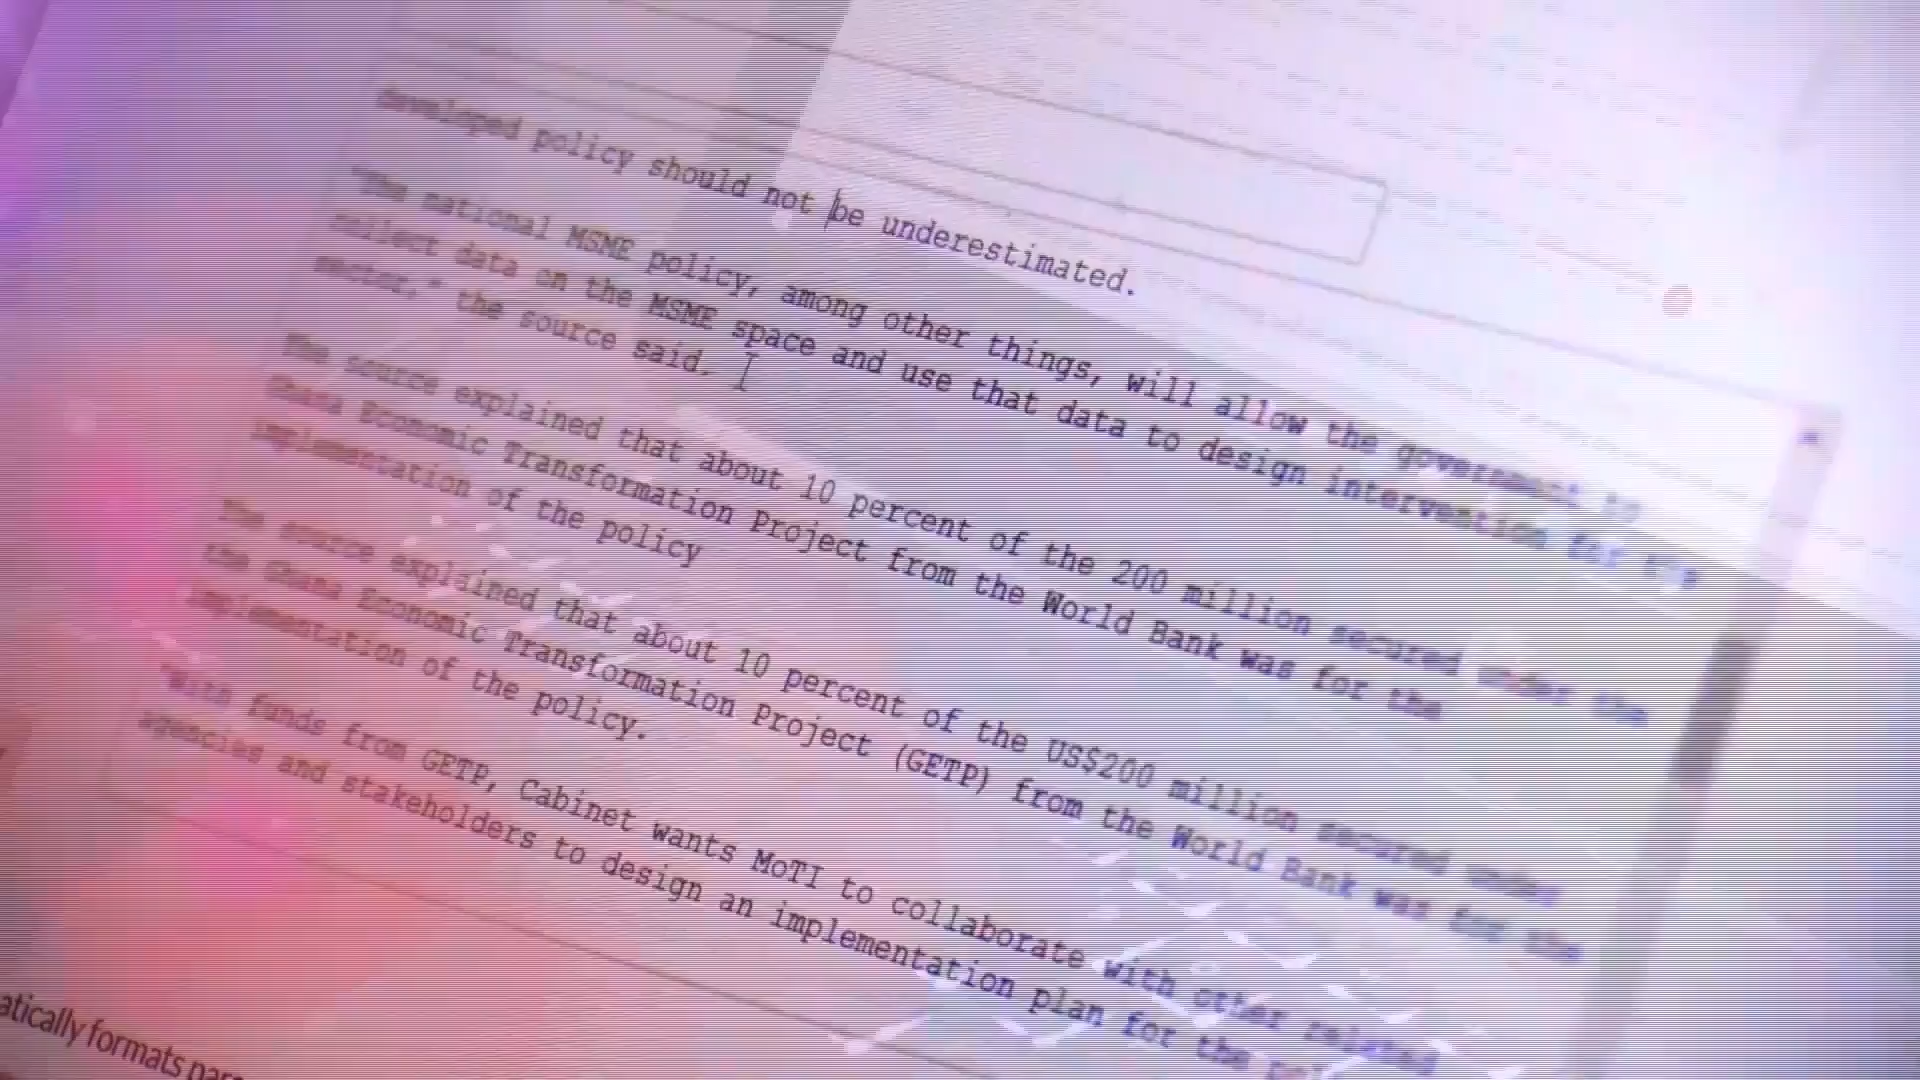 developed policy should not be underestimated.
"The national MSME policy, among other things, will allow the government to
collect data on the MSME space and use that data to design intervention for the
sector," the source said.
The source explained that about 10 percent of the 200 million secured under the
Ghana Economic Transformation Project from the World Bank was for the
implementation of the policy
The source explained that about 10 percent of the US$200 million secured under
the Ghana Economic Transformation Project (GETP) from the World Bank was for the
implementation of the policy.
"With funds from GETP, Cabinet wants MoTI to collaborate with other related
agencies and stakeholders to design an implementation plan for the
atically formats par